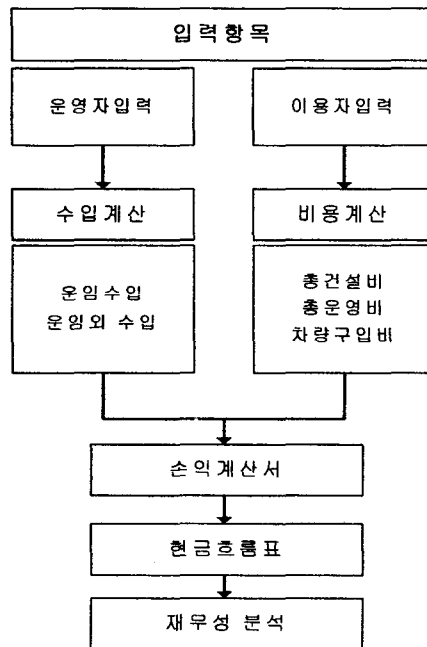 입력항목
운영자입력
이용자입력
수입계산
비용계산
운임수입
운임외 수입
총건설비
총운영비
차량구입비
손익계산서
현금흐름표
재무성 분석